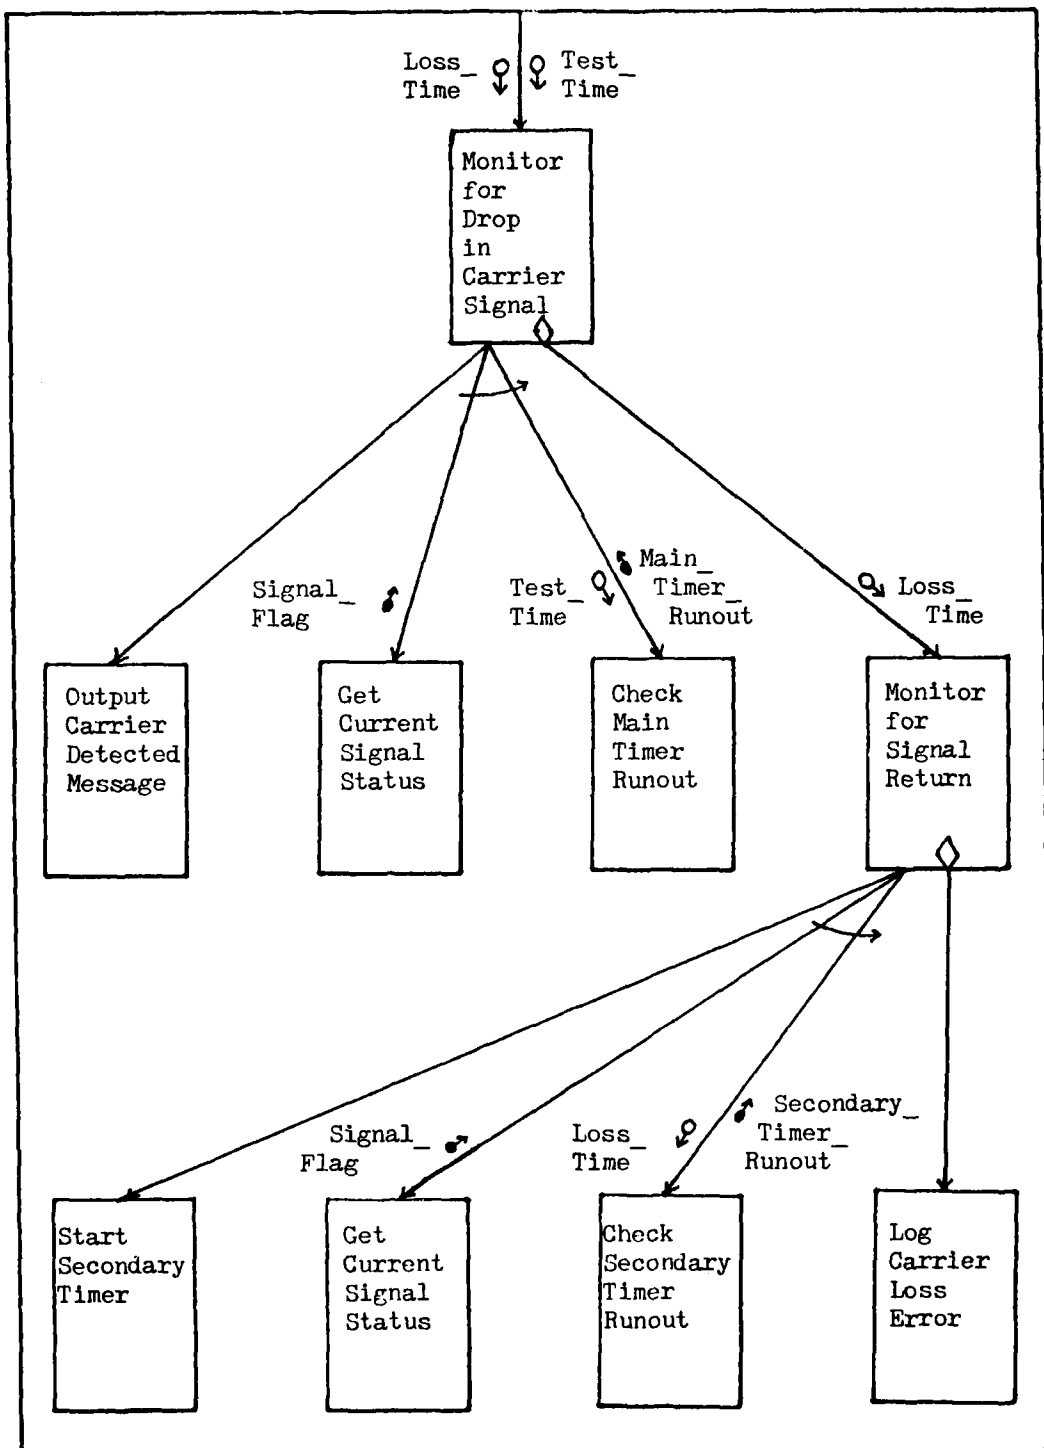 Loss_
Time
Test_
Time
Monitor
for
Drop
in
Carrier
Signal
Signal_
Flag
Test_
Time
Main_
Timer_
Runout
Loss_
Time
Output
Carrier
Detected
Message
Get
Current
Signal
Status
Check
Main
Timer
Runout
Monitor
for
Signal
Return
Signal_
Flag
Loss_
Time
Secondary_
Timer_
Runout
Start
Secondary
Timer
Get
Current
Signal
Status
Check
Secondary
Timer
Runout
Log
Carrier
Loss
Error